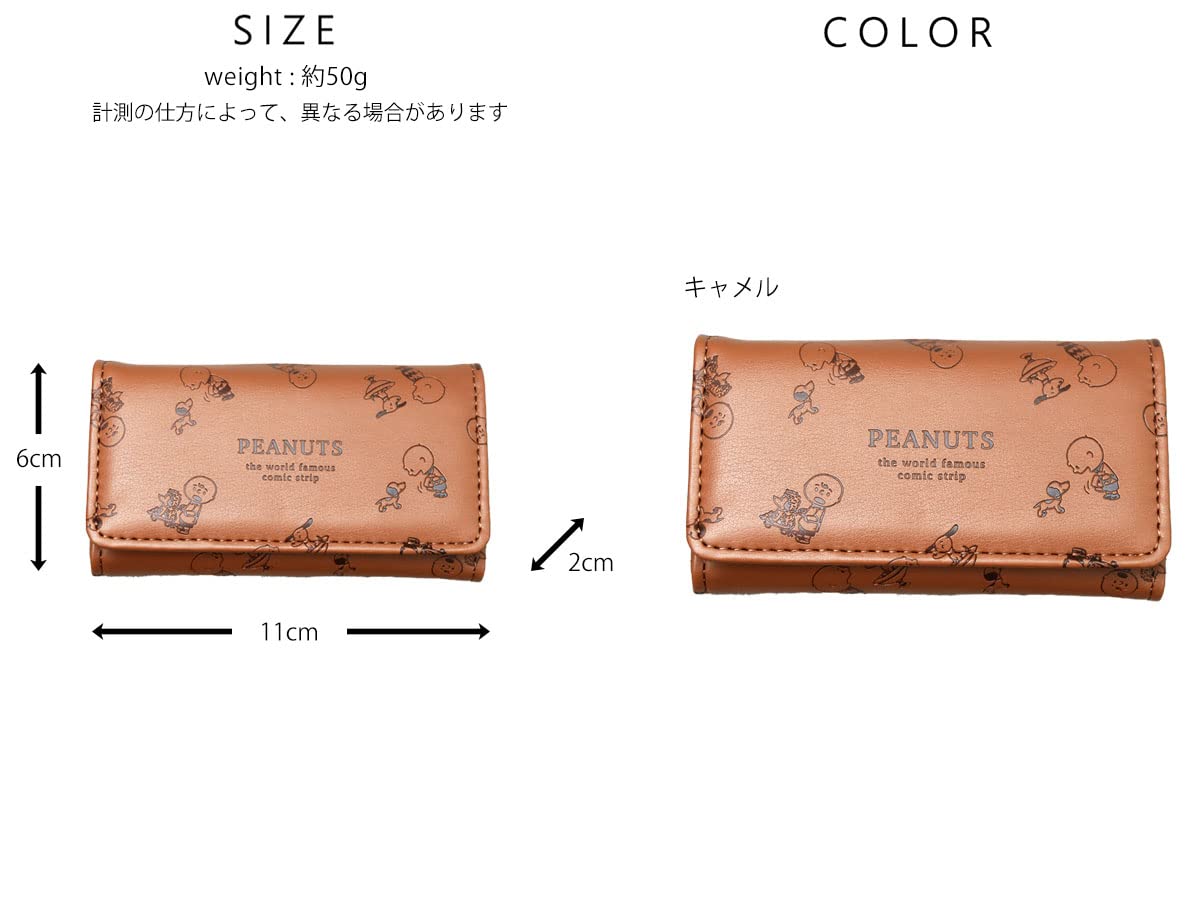 SIZE
weight : 約50g
計測の仕方によって、異なる場合があります
6cm
PEANUTS
the world famous
comic strip
2cm
11cm
COLOR
キャメル
PEANUTS
the world famous
comic strip